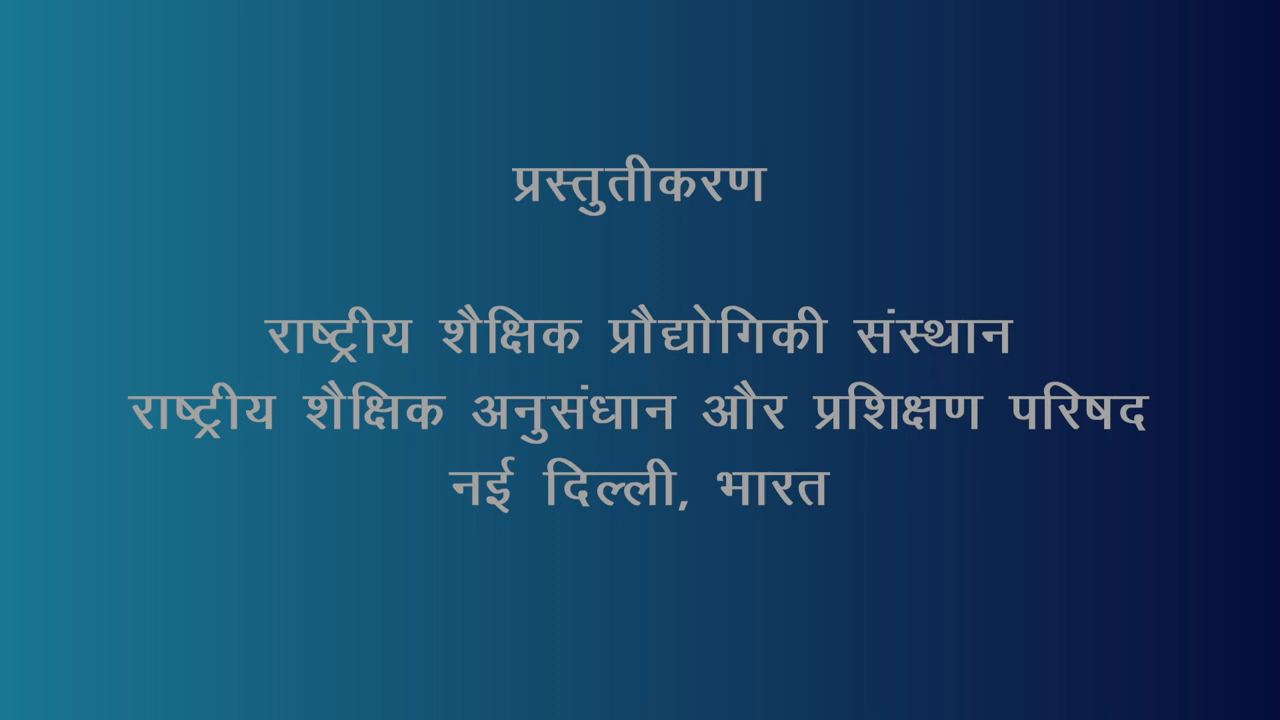 प्रस्तुतीकरण
राष्ट्रीय शैक्षिक प्रौद्योगिकी संस्थान
राष्ट्रीय शैक्षिक अनुसंधान और प्रशिक्षण परिषद
नई दिल्ली, भारत